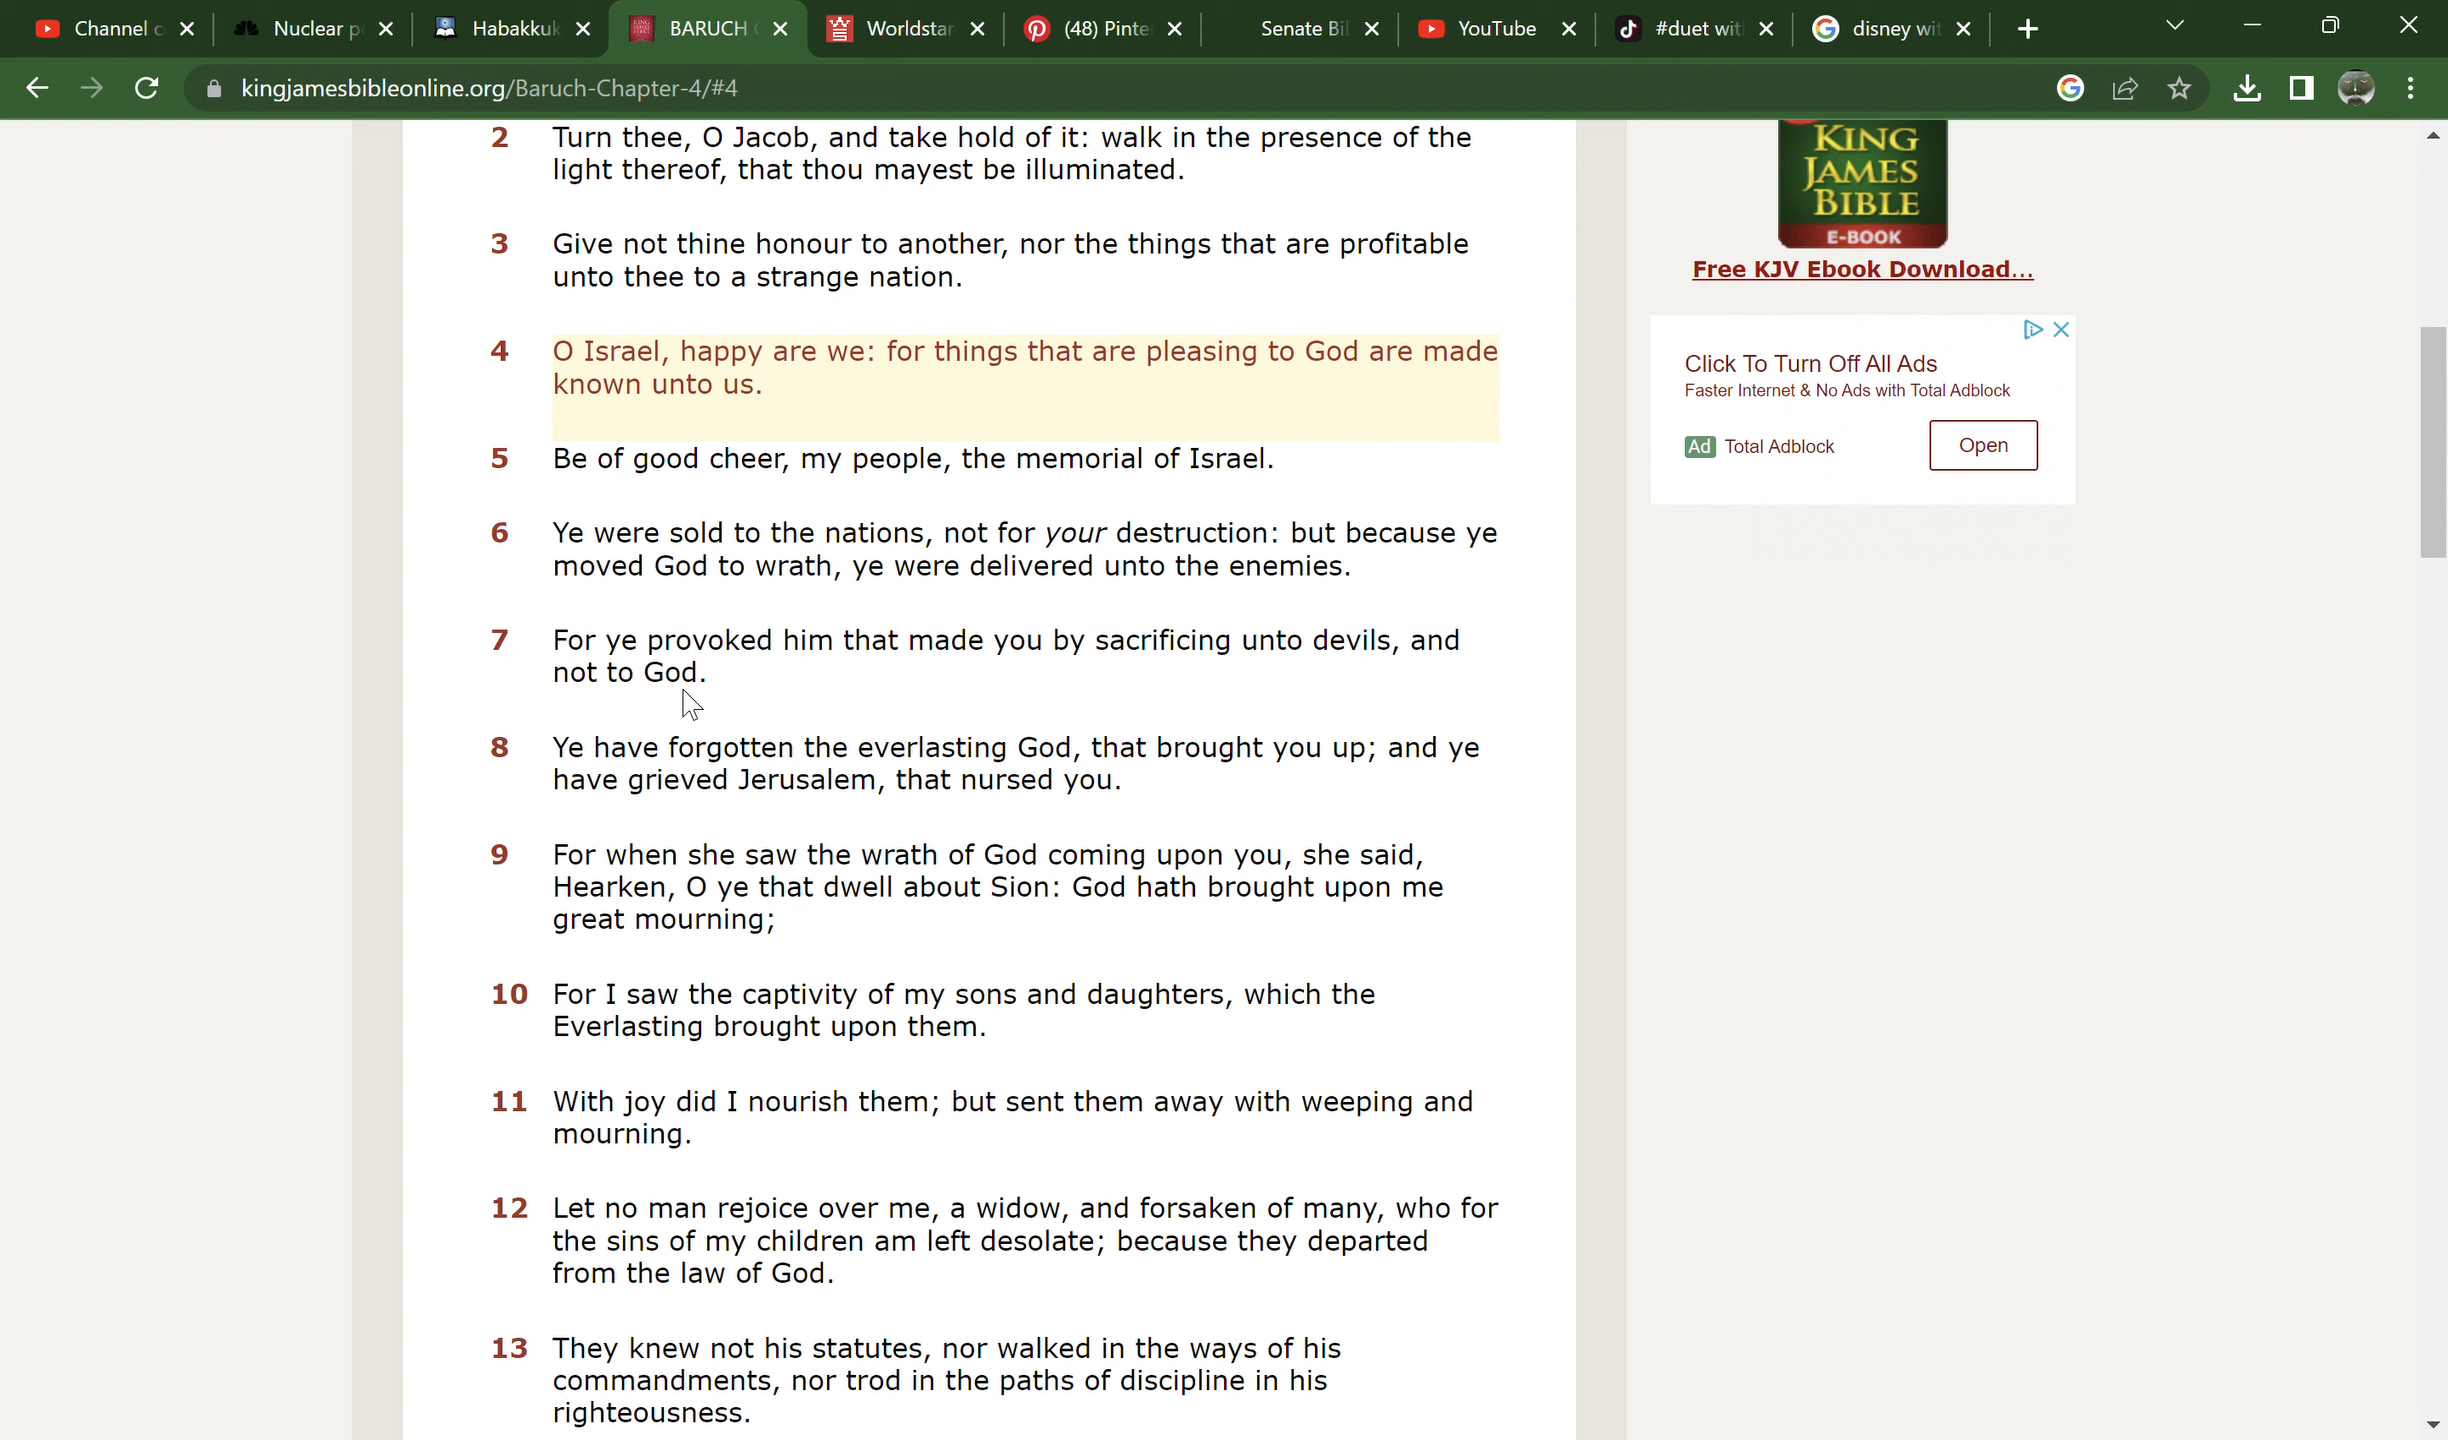 Channel c
Nuclear p
Habakkuk
BARUCH
Worldstar
(48) Pinte
Senate Bil
YouTube
#duet wit
disney wit
kingjamesbibleonline.org/Baruch-Chapter-4/#4
2 Turn thee, O Jacob, and take hold of it: walk in the presence of the
light thereof, that thou mayest be illuminated.
3 Give not thine honour to another, nor the things that are profitable
unto thee to a strange nation.
4 O Israel, happy are we: for things that are pleasing to God are made
known unto us.
5 Be of good cheer, my people, the memorial of Israel.
6 Ye were sold to the nations, not for your destruction: but because ye
moved God to wrath, ye were delivered unto the enemies.
7 For ye provoked him that made you by sacrificing unto devils, and
not to God.
8 Ye have forgotten the everlasting God, that brought you up; and ye
have grieved Jerusalem, that nursed you.
9 For when she saw the wrath of God coming upon you, she said,
Hearken, O ye that dwell about Sion: God hath brought upon me
great mourning;
10 For I saw the captivity of my sons and daughters, which the
Everlasting brought upon them.
11 With joy did I nourish them; but sent them away with weeping and
mourning.
12 Let no man rejoice over me, a widow, and forsaken of many, who for
the sins of my children am left desolate; because they departed
from the law of God.
13 They knew not his statutes, nor walked in the ways of his
commandments, nor trod in the paths of discipline in his
righteousness.
KING
JAMES
BIBLE
E-BOOK
Free KJV Ebook Download...
Click To Turn Off All Ads
Faster Internet & No Ads with Total Adblock
Ad Total Adblock
Open